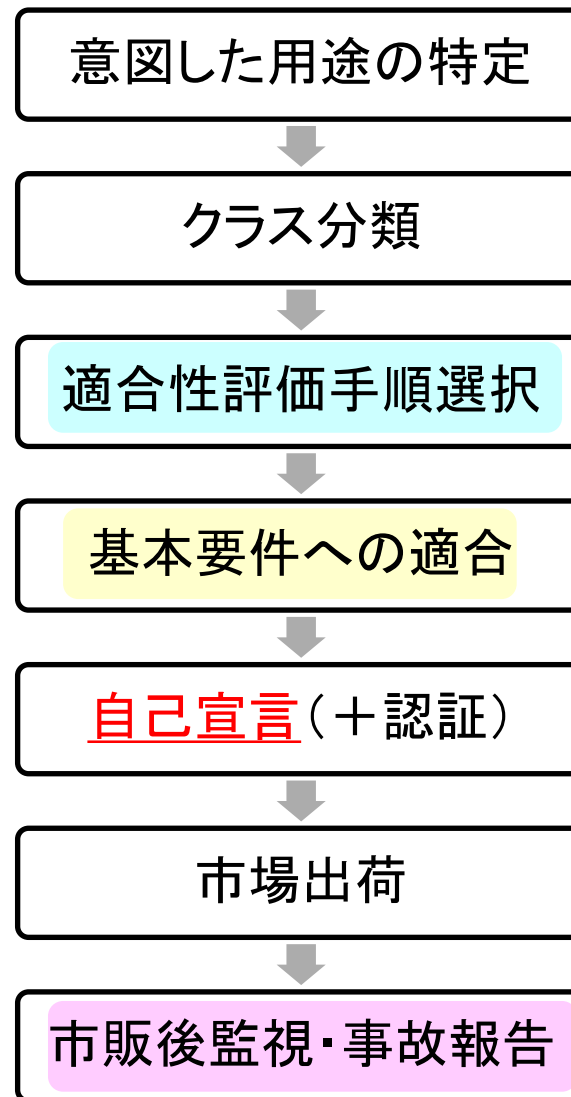 意図した用途の特定
クラス分類
適合性評価手順選択
基本要件への適合
自己宣言(＋認証)
市場出荷
市販後監視・事故報告